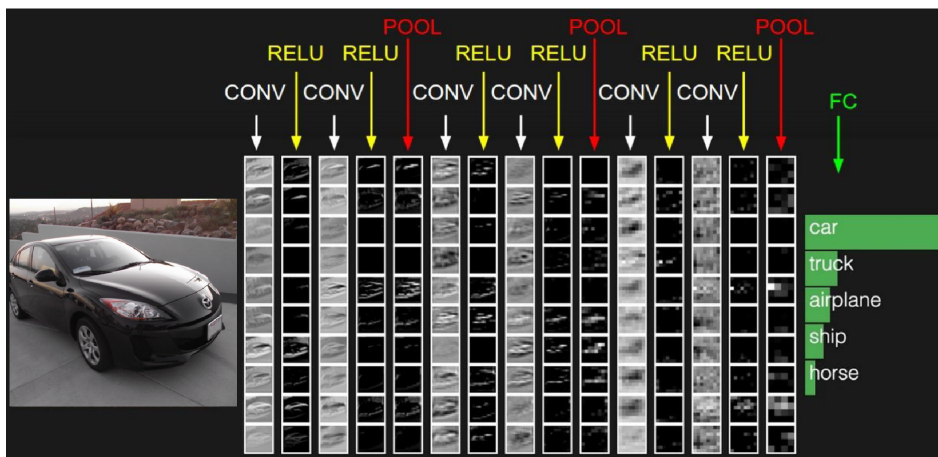 POOL POOL POOL
RELU RELU RELU RELU RELU RELU
CONV CONV CONV CONV CONV CONV
FC
car
truck
airplane
ship
horse